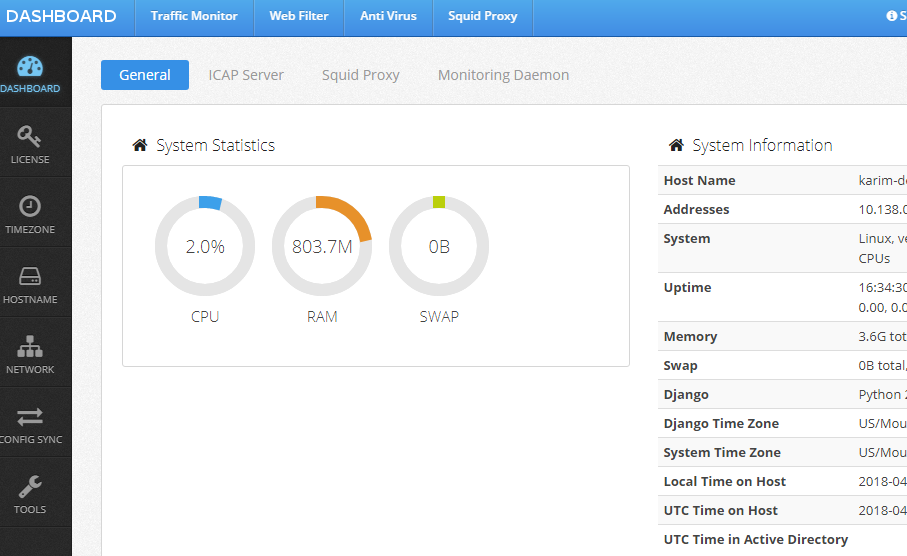 DASHBOARD Traffic Monitor Web Filter Anti Virus Squid Proxy
DASHBOARD
LICENSE
TIMEZONE
HOSTNAME
NETWORK
CONFIG SYNC
TOOLS
General ICAP Server Squid Proxy Monitoring Daemon
System Statistics
2.0% 803.7M 0B
CPU RAM SWAP
System Information
Host Name karim-d
Addresses 10.138.0
System Linux, ve
CPUs
Uptime 16:34:30
0.00, 0.0
Memory 3.6G tot
Swap 0B total,
Django Python 2
Django Time Zone US/Mou
System Time Zone US/Mou
Local Time on Host 2018-04
UTC Time on Host 2018-04
UTC Time in Active Directory